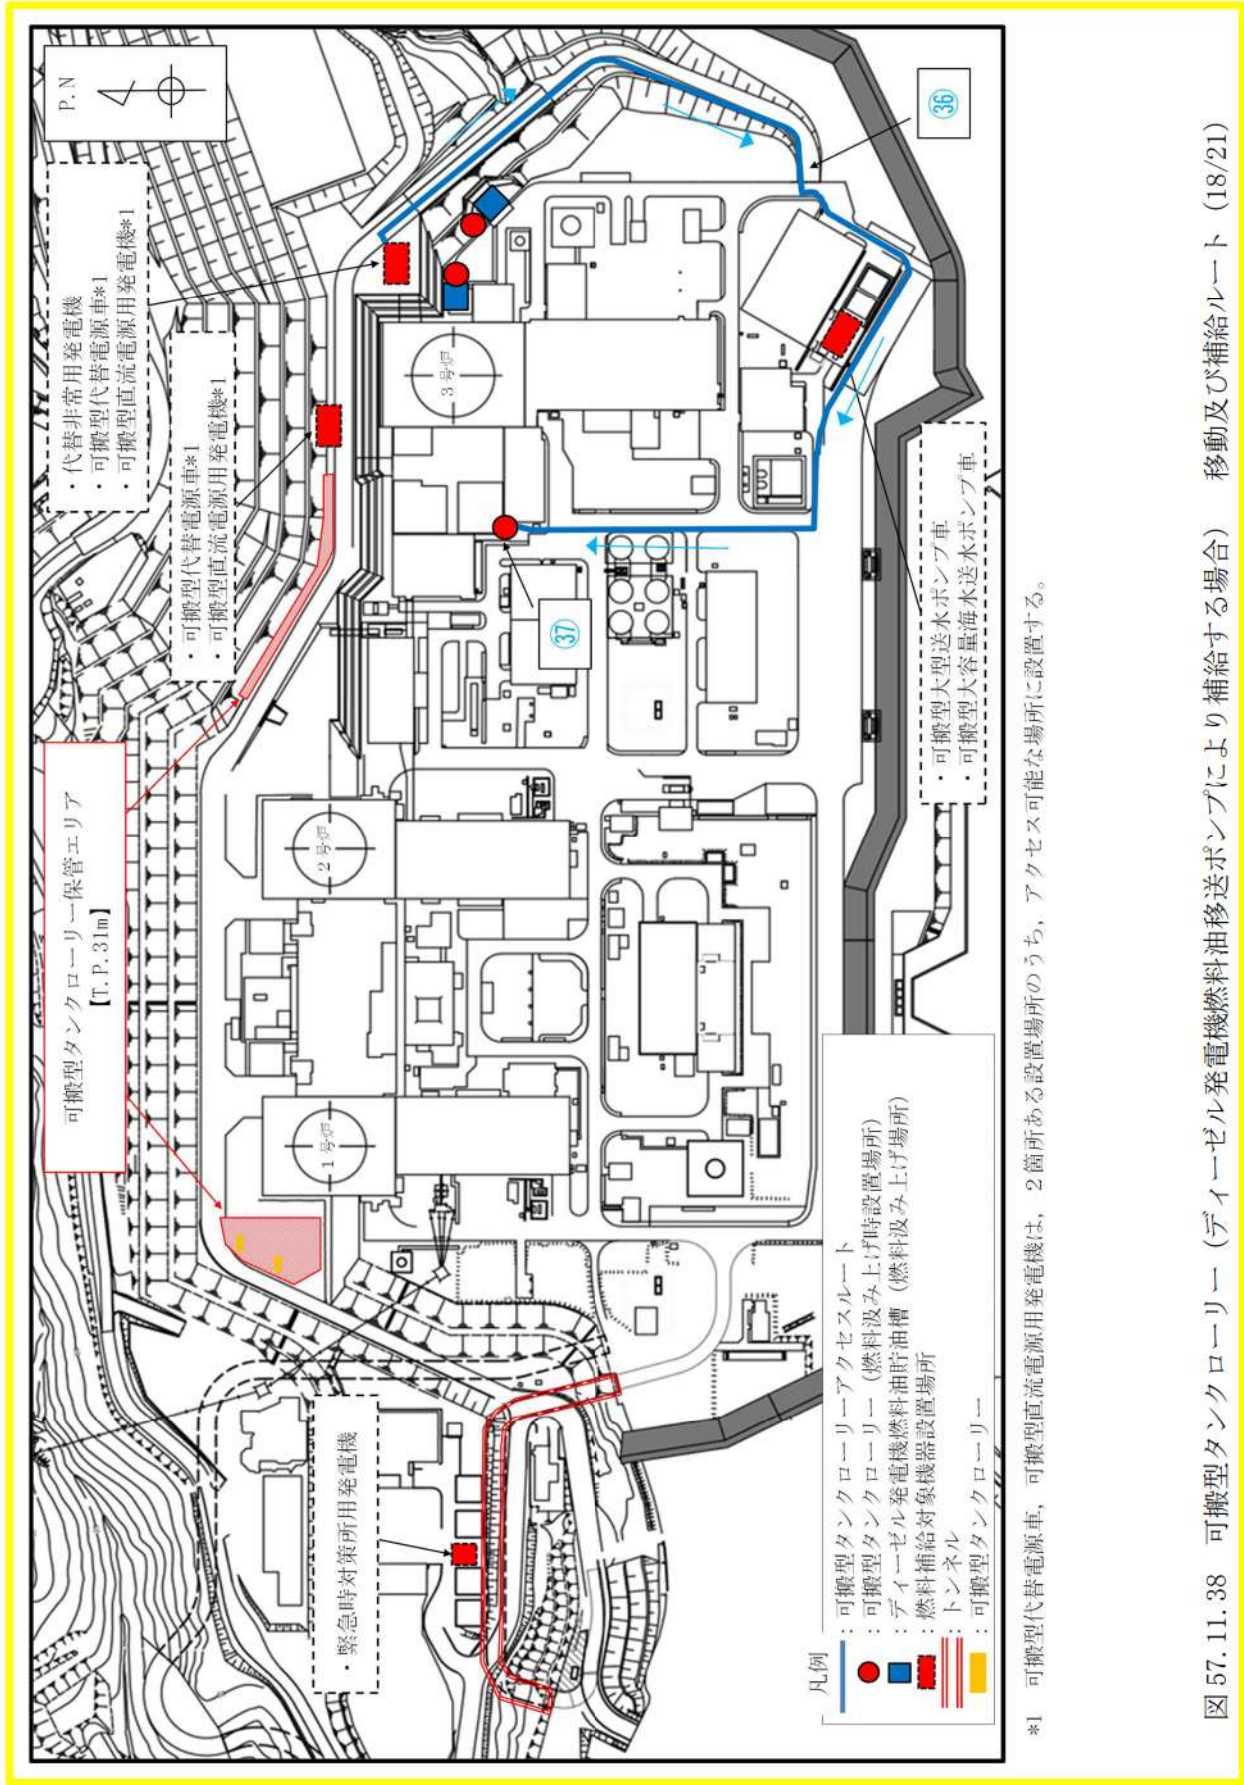 P.N
・代替非常用発電機
・可搬型代替電源車*1
・可搬型直流電源用発電機*1
・可搬型代替電源車*1
・可搬型直流電源用発電機*1
可搬型タンクローリー保管エリア
【T.P.31m】
・緊急時対策所用発電機
1号炉
2号炉
3号炉
㊱
㊲
・可搬型大型送水ポンプ車
・可搬型大容量海水送水ポンプ車
凡例
：可搬型タンクローリーアクセスルート
：可搬型タンクローリー（燃料汲み上げ時設置場所）
：ディーゼル発電機燃料油貯油槽（燃料汲み上げ場所）
：燃料補給対象機器設置場所
：トンネル
：可搬型タンクローリー
*1　可搬型代替電源車，可搬型直流電源用発電機は，2箇所ある設置場所のうち，アクセス可能な場所に設置する。
図57.11.38　可搬型タンクローリー（ディーゼル発電機燃料油移送ポンプにより補給する場合）　移動及び補給ルート（18/21）